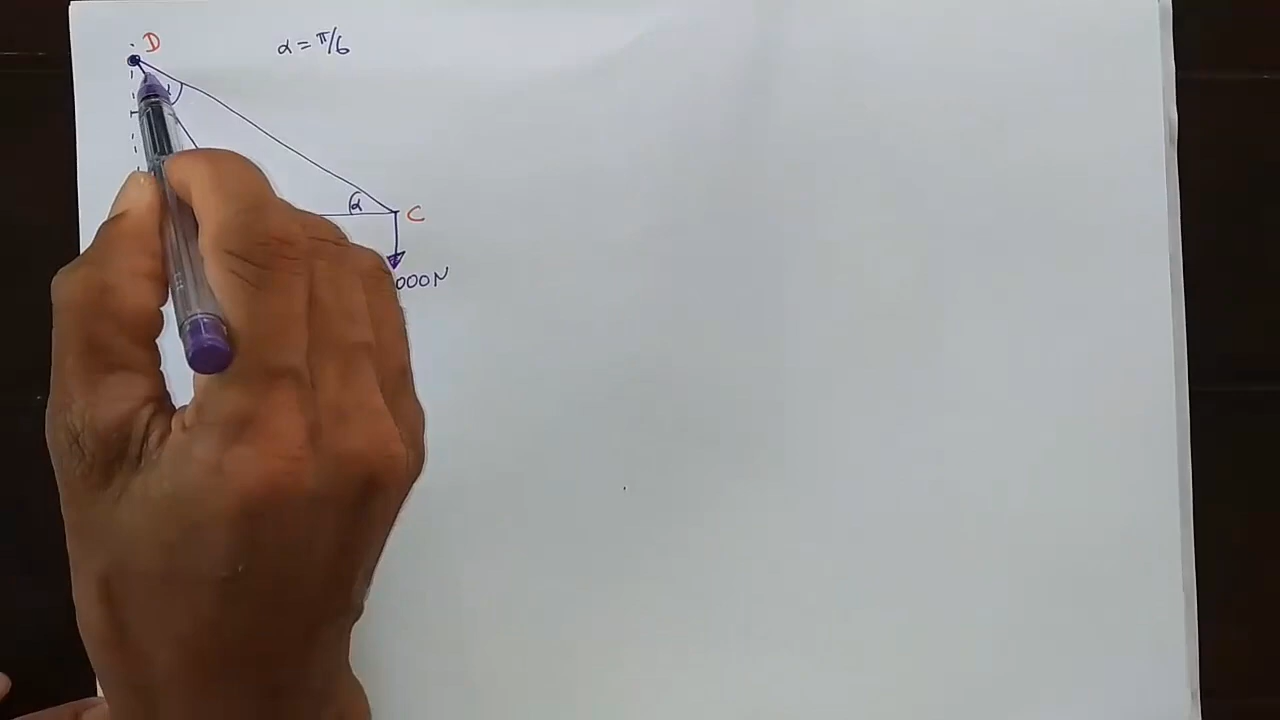 D
α = π/6
α
C
000N